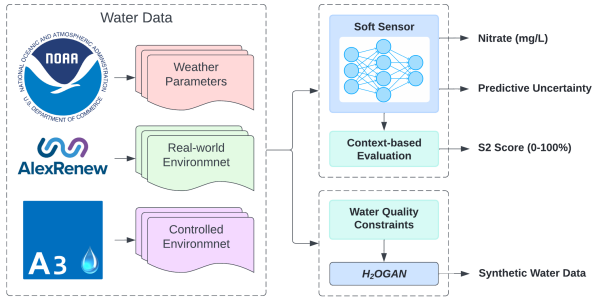 Water Data
NATIONAL OCEANIC AND ATMOSPHERIC ADMINISTRATION
NOAA
U.S. DEPARTMENT OF COMMERCE
Weather
Parameters
AlexRenew
Real-world
Environmnet
A3
Controlled
Environmnet
Soft Sensor
Context-based
Evaluation
Water Quality
Constraints
H₂OGAN
Nitrate (mg/L)
Predictive Uncertainty
S2 Score (0-100%)
Synthetic Water Data